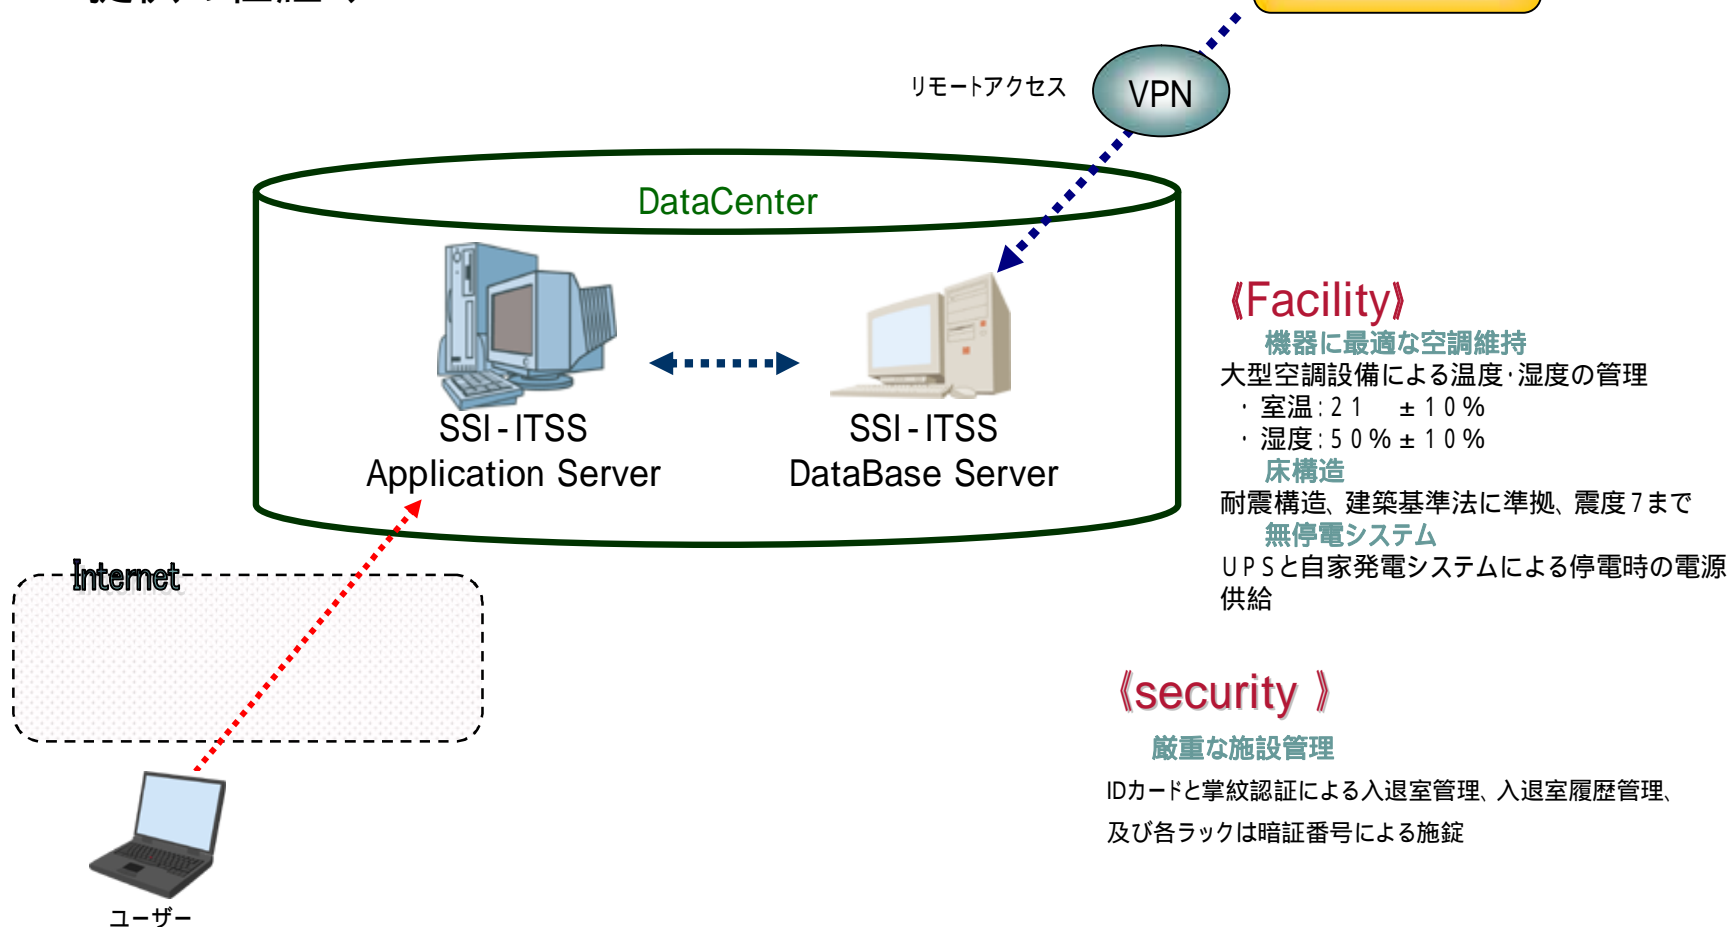 リモートアクセス
VPN
DataCenter
SSI-ITSS
Application Server
SSI-ITSS
DataBase Server
Internet
ユーザー
《Facility》
機器に最適な空調維持
大型空調設備による温度・湿度の管理
・室温:21 ±10%
・湿度:50%±10%
床構造
耐震構造、建築基準法に準拠、震度7まで
無停電システム
UPSと自家発電システムによる停電時の電源
供給
《security 》
厳重な施設管理
IDカードと掌紋認証による入退室管理、入退室履歴管理、
及び各ラックは暗証番号による施錠